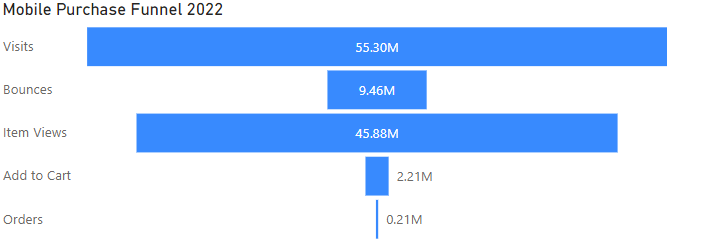 Mobile Purchase Funnel 2022
Visits 55.30M
Bounces 9.46M
Item Views 45.88M
Add to Cart 2.21M
Orders 0.21M